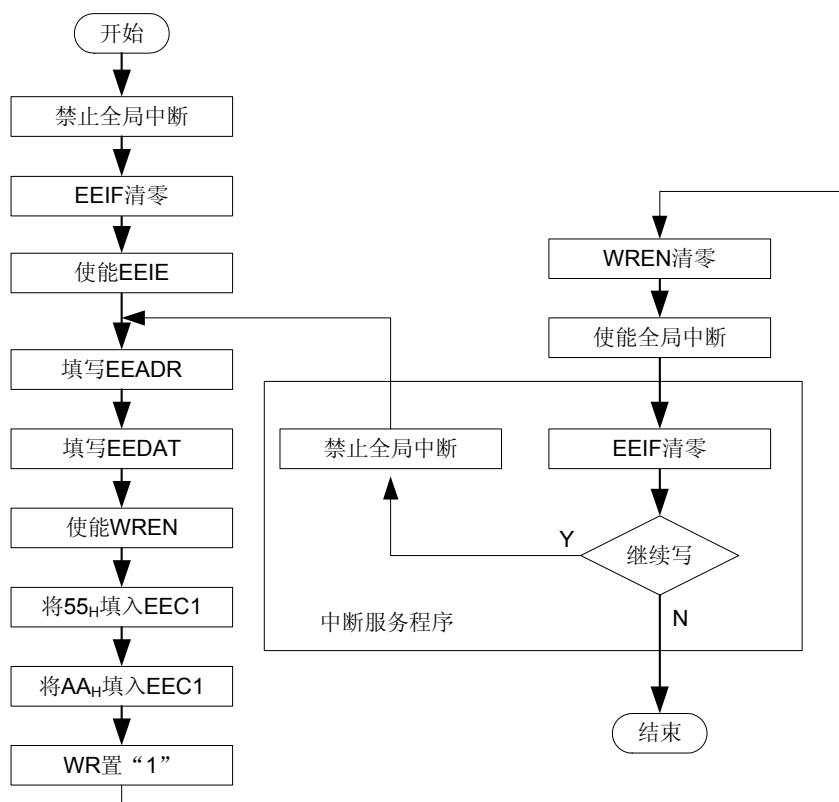 开始
禁止全局中断
EEIF清零
使能EEIE
填写EEADR
填写EEDAT
使能WREN
将55H填入EEC1
将AAH填入EEC1
WR置“1”
WREN清零
使能全局中断
禁止全局中断
EEIF清零
Y
继续写
中断服务程序
N
结束